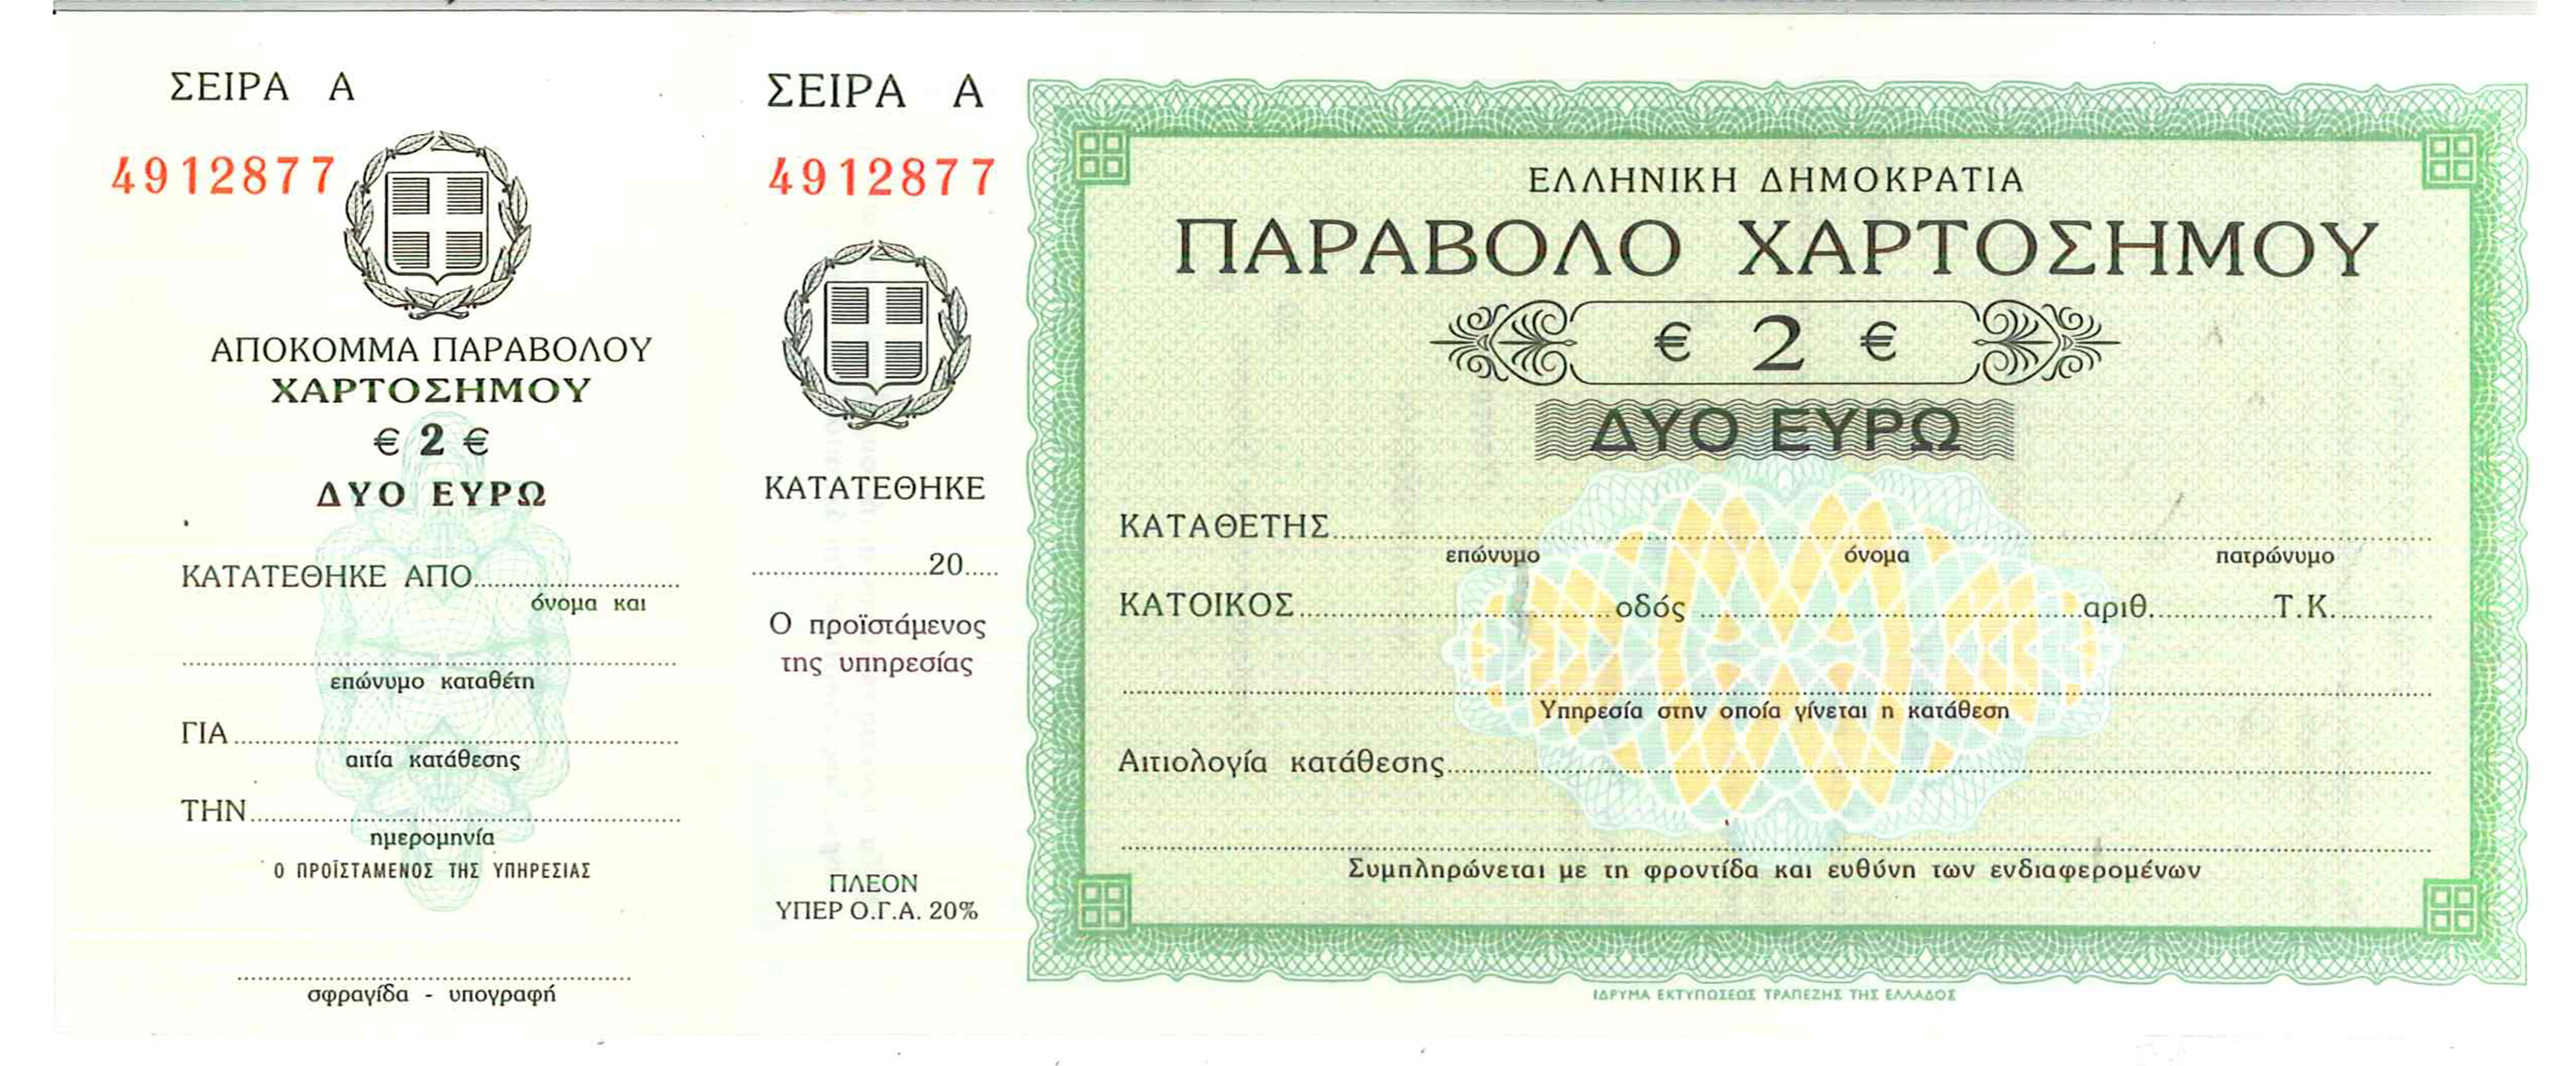 ΣΕΙΡΑ Α
4912877
ΑΠΟΚΟΜΜΑ ΠΑΡΑΒΟΛΟΥ
ΧΑΡΤΟΣΗΜΟΥ
€ 2 €
ΔΥΟ ΕΥΡΩ
ΚΑΤΑΤΕΘΗΚΕ ΑΠΟ
όνομα και
επώνυμο καταθέτη
ΓΙΑ
αιτία κατάθεσης
ΤΗΝ
ημερομηνία
Ο ΠΡΟΪΣΤΑΜΕΝΟΣ ΤΗΣ ΥΠΗΡΕΣΙΑΣ
σφραγίδα - υπογραφή
ΣΕΙΡΑ Α
4912877
ΚΑΤΑΤΕΘΗΚΕ
20
Ο προϊστάμενος
της υπηρεσίας
ΠΛΕΟΝ
ΥΠΕΡ Ο.Γ.Α. 20%
ΕΛΛΗΝΙΚΗ ΔΗΜΟΚΡΑΤΙΑ
ΠΑΡΑΒΟΛΟ ΧΑΡΤΟΣΗΜΟΥ
€ 2 €
ΔΥΟ ΕΥΡΩ
ΚΑΤΑΘΕΤΗΣ
επώνυμο όνομα πατρώνυμο
ΚΑΤΟΙΚΟΣ οδός αριθ. Τ.Κ.
Υπηρεσία στην οποία γίνεται η κατάθεση
Αιτιολογία κατάθεσης
Συμπληρώνεται με τη φροντίδα και ευθύνη των ενδιαφερομένων
ΙΔΡΥΜΑ ΕΚΤΥΠΩΣΕΩΣ ΤΡΑΠΕΖΗΣ ΤΗΣ ΕΛΛΑΔΟΣ